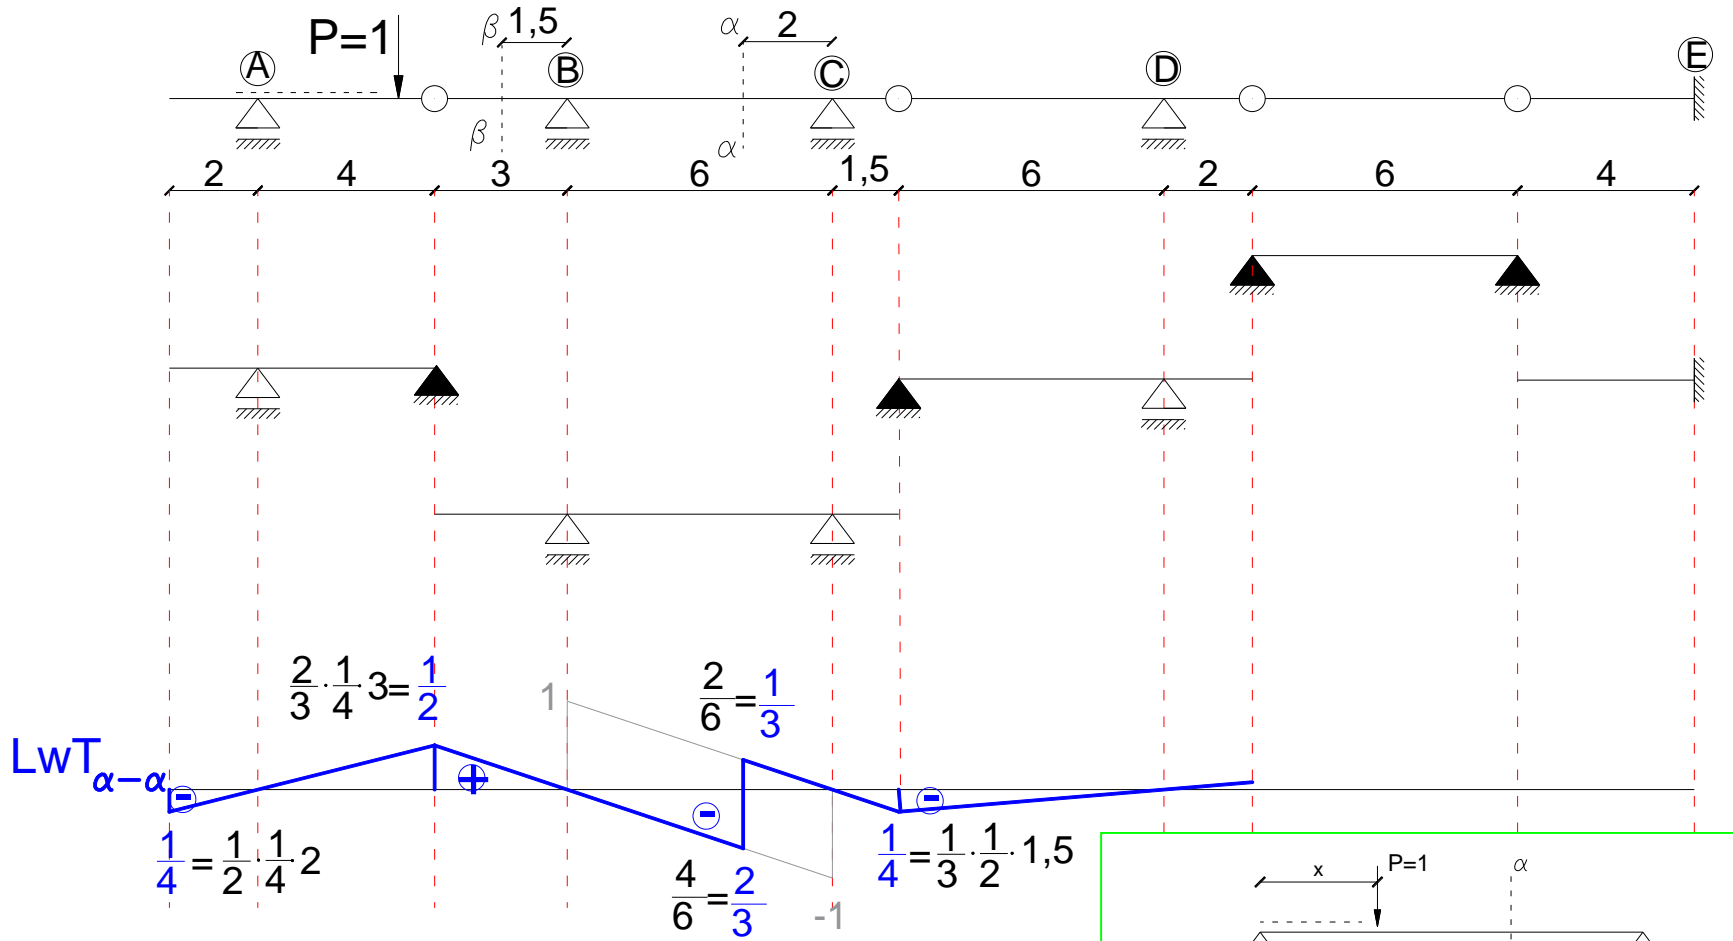 P=1
β 1,5
α 2
A
B
C
D
E
β
α
2 4 3 6 1,5 6 2 6 4
2/3 · 1/4 · 3 = 1/2
1
2/6 = 1/3
LwTα-α
-
+
-
-
1/4 = 1/2 · 1/4 · 2
4/6 = 2/3
-1
1/4 = 1/3 · 1/2 · 1,5
x
P=1
α